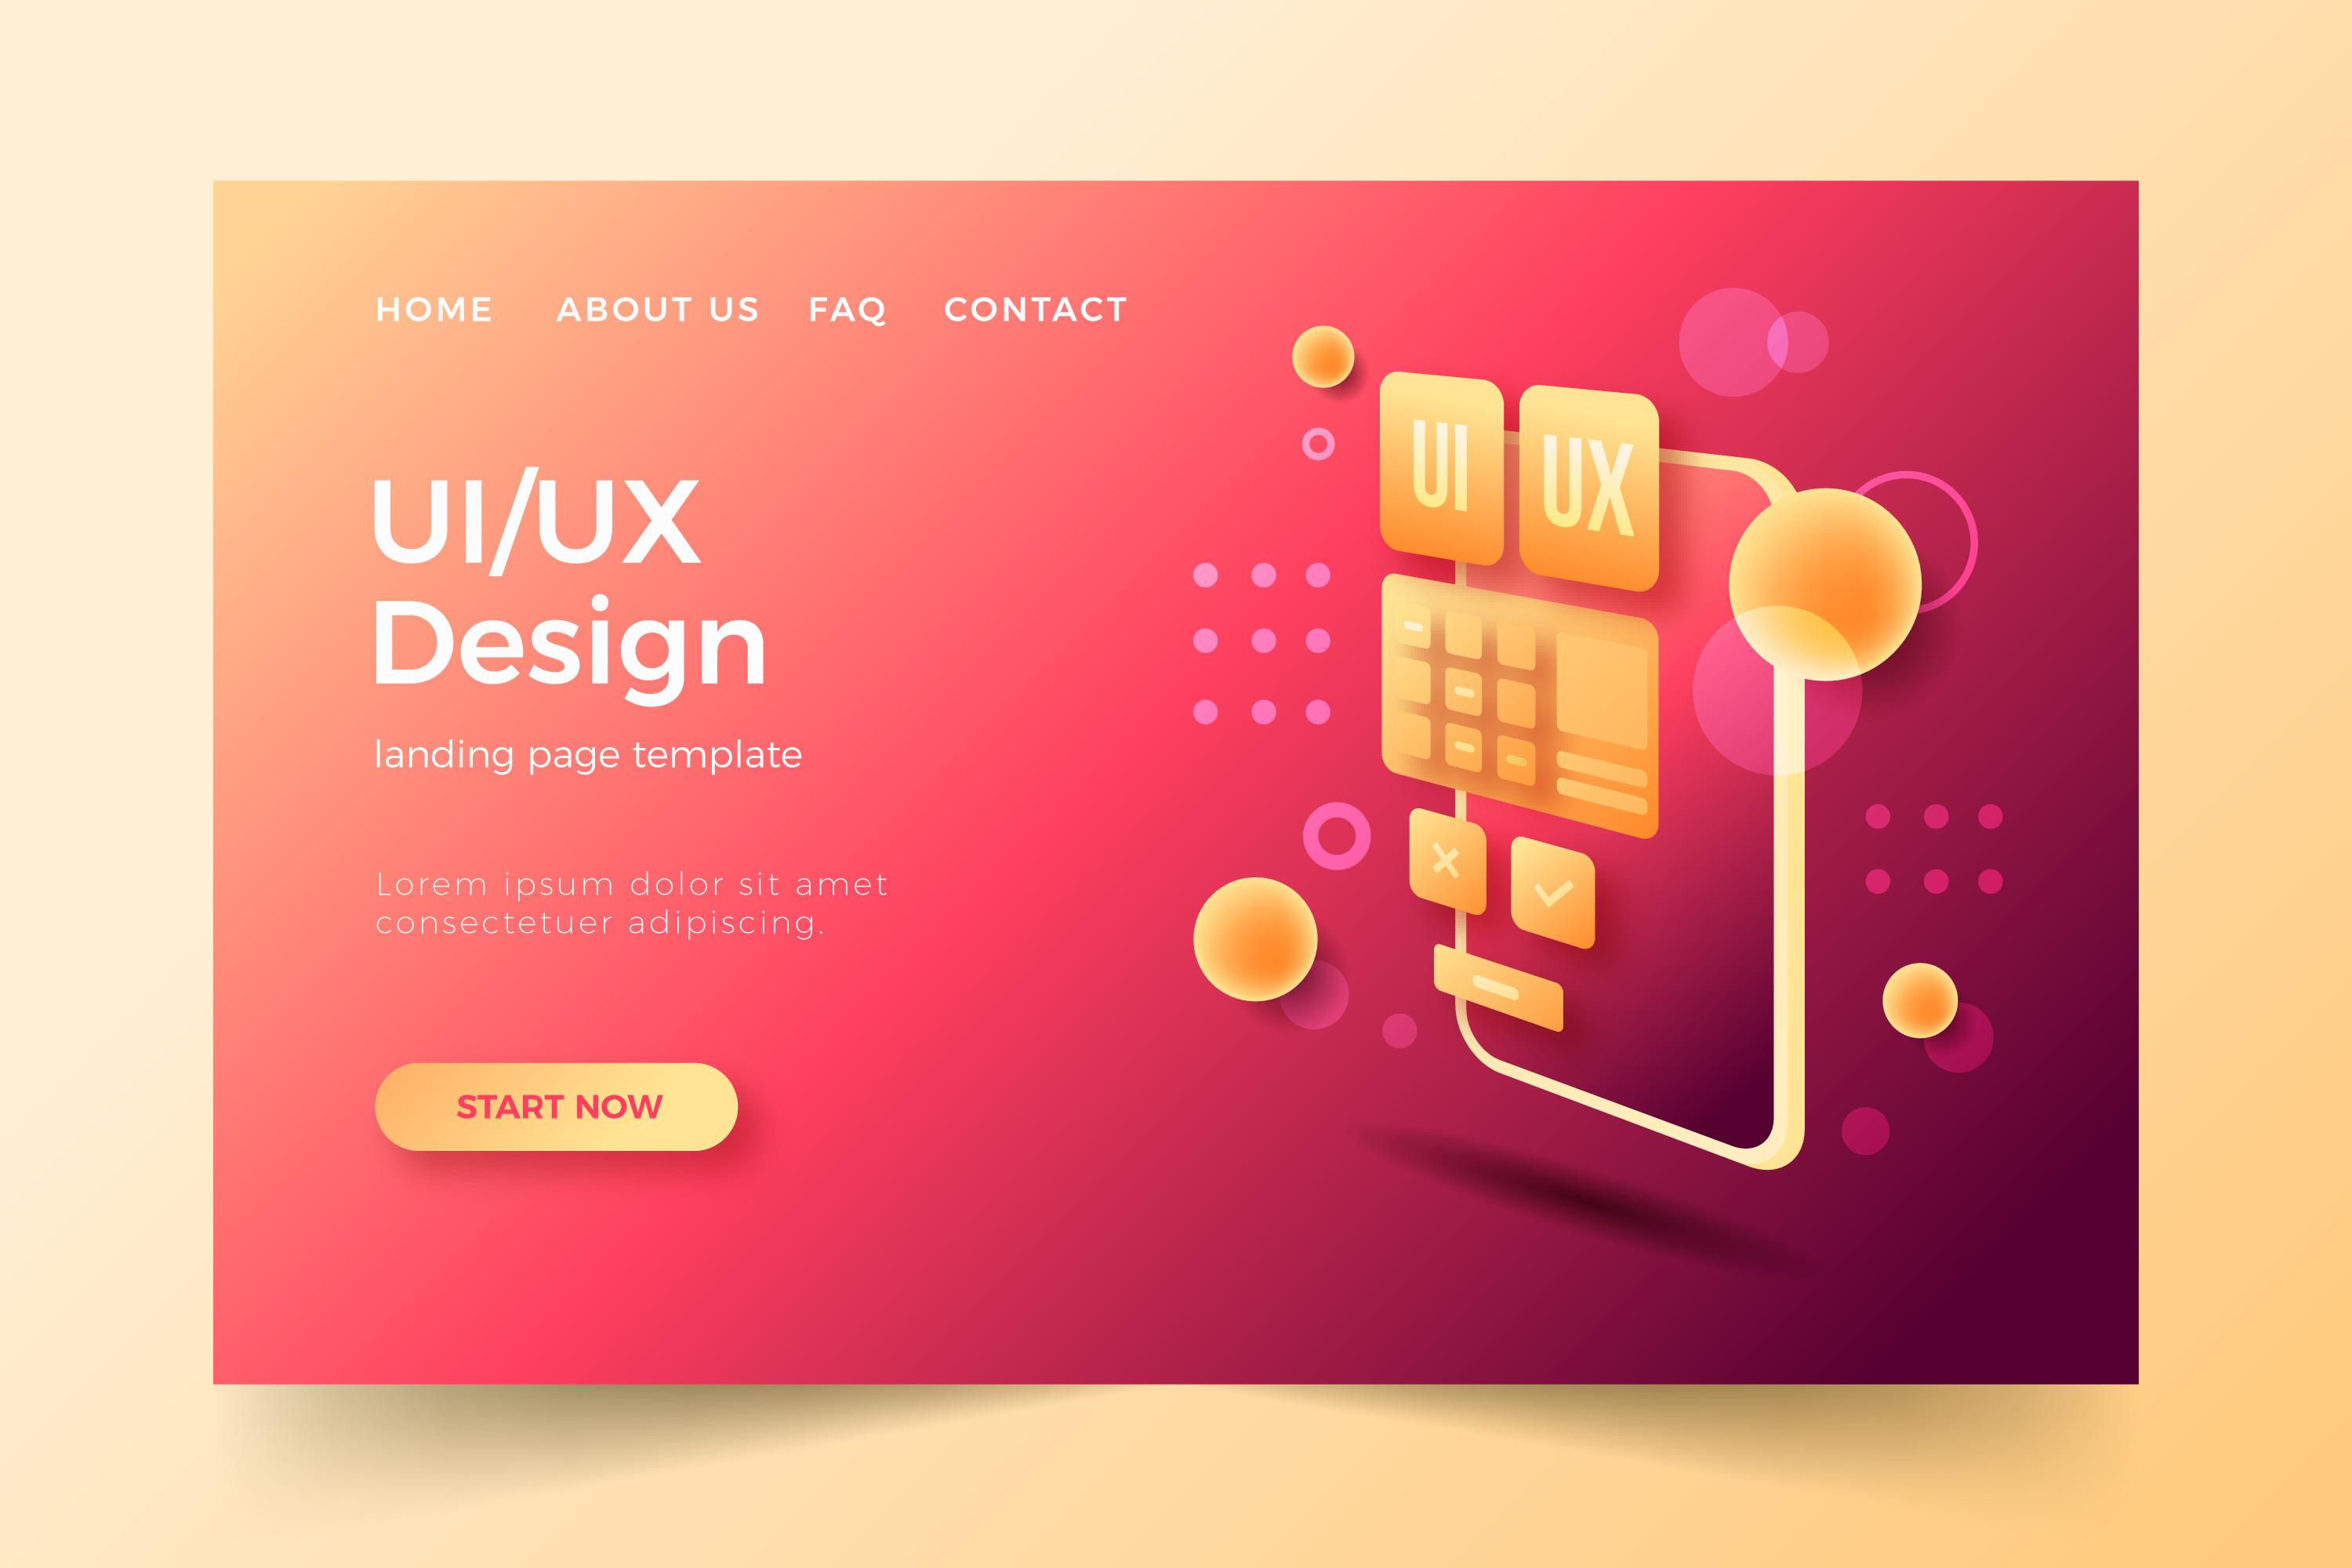 HOME ABOUT US FAQ CONTACT
UI/UX
Design
landing page template
Lorem ipsum dolor sit amet
consectetuer adipiscing.
START NOW
UI UX